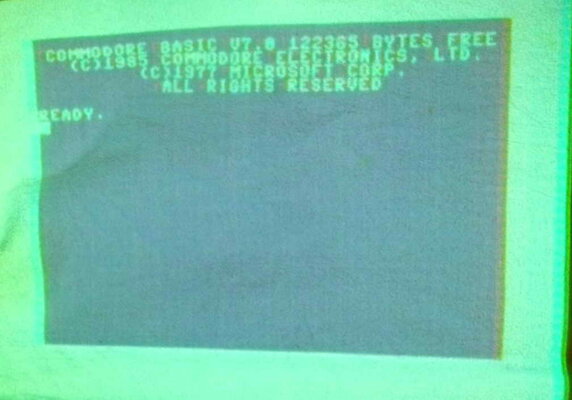 COMMODORE BASIC V7.0 122365 BYTES FREE
(C)1985 COMMODORE ELECTRONICS, LTD.
(C)1977 MICROSOFT CORP.
ALL RIGHTS RESERVED
READY.